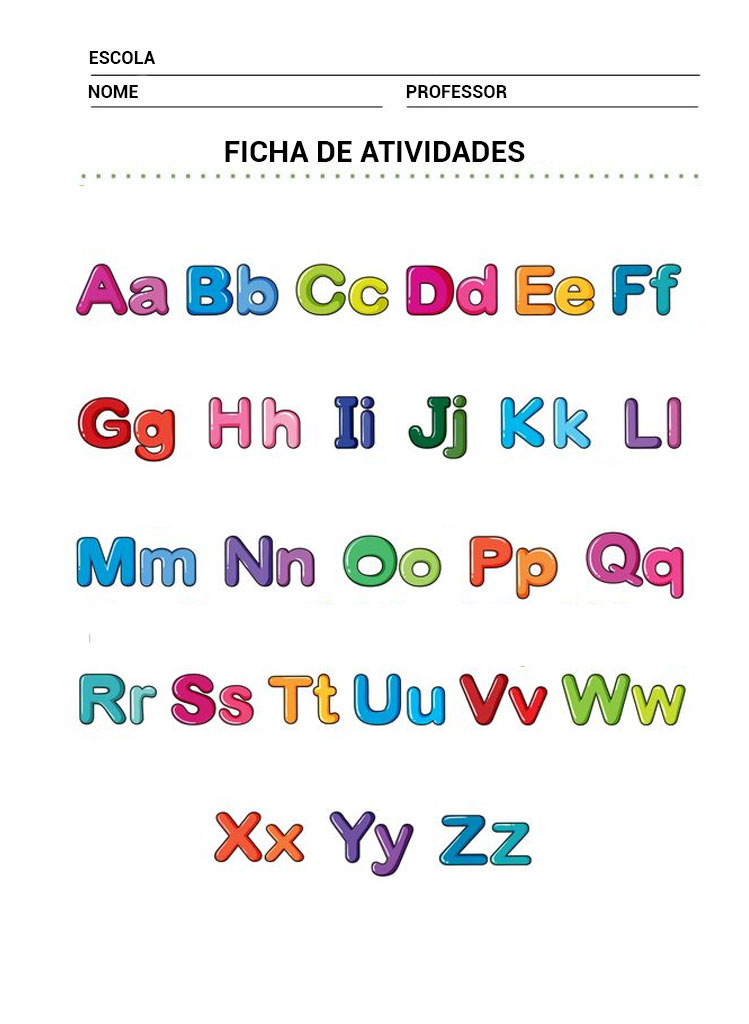 ESCOLA
NOME PROFESSOR
FICHA DE ATIVIDADES
Aa Bb Cc Dd Ee Ff
Gg Hh Ii Jj Kk Ll
Mm Nn Oo Pp Qq
Rr Ss Tt Uu Vv Ww
Xx Yy Zz